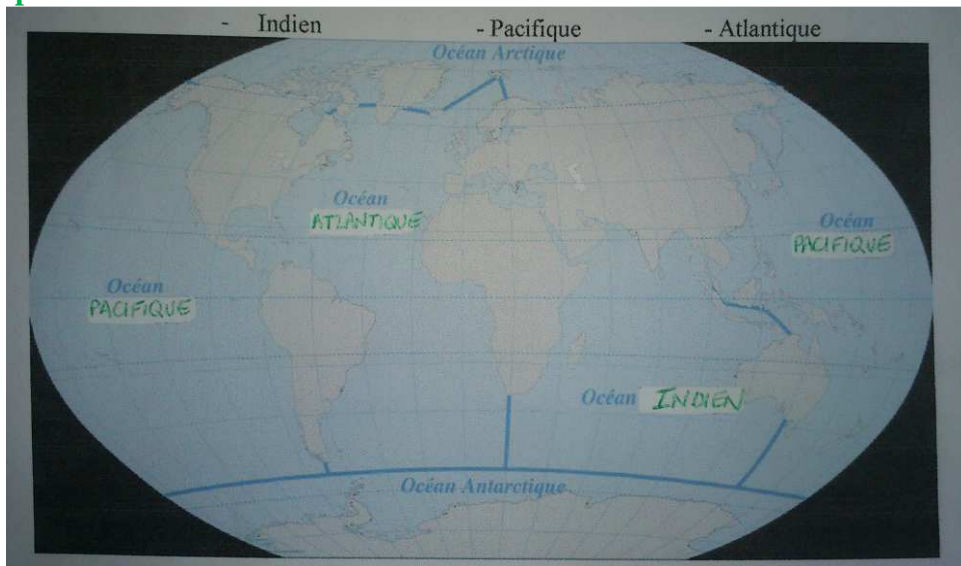 - Indien - Pacifique - Atlantique
Océan Arctique
Océan
ATLANTIQUE
Océan
PACIFIQUE
Océan
PACIFIQUE
Océan INDIEN
Océan Antarctique